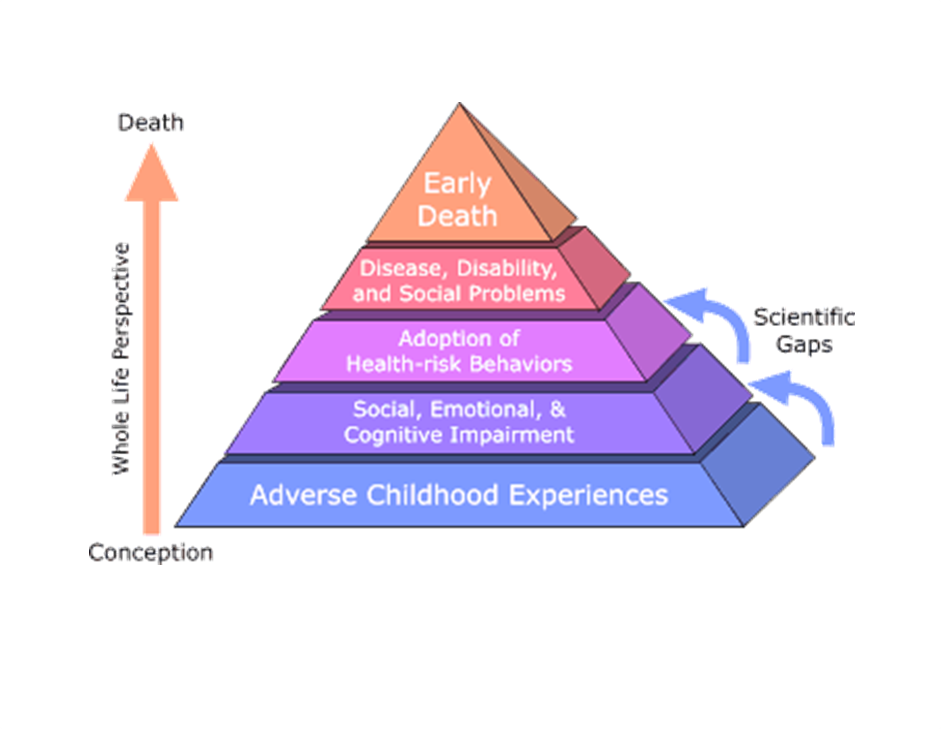 Death
Early
Death
Disease, Disability,
and Social Problems
Scientific
Gaps
Adoption of
Health-risk Behaviors
Whole Life Perspective
Social, Emotional, &
Cognitive Impairment
Adverse Childhood Experiences
Conception